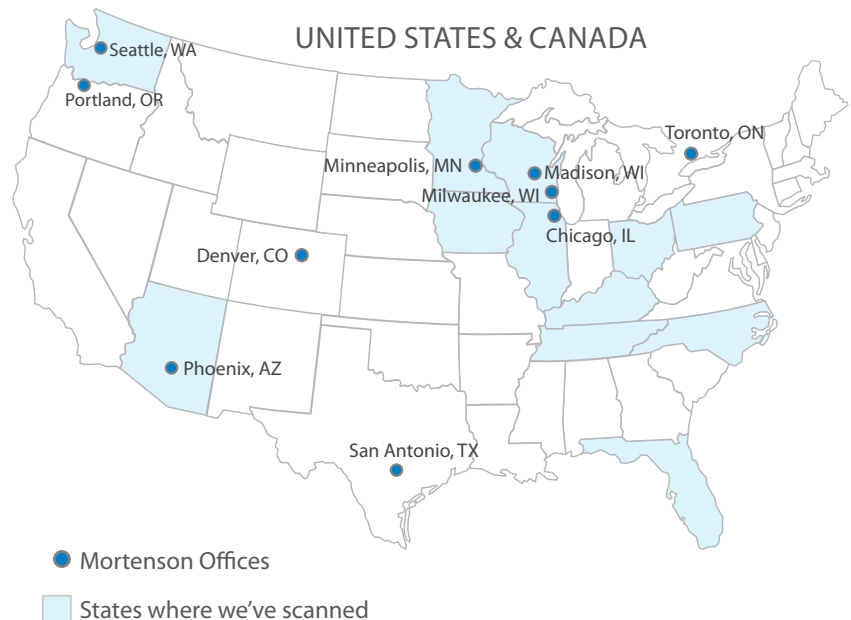 UNITED STATES & CANADA
Seattle, WA
Portland, OR
Toronto, ON
Minneapolis, MN
Madison, WI
Milwaukee, WI
Chicago, IL
Denver, CO
Phoenix, AZ
San Antonio, TX
Mortenson Offices
States where we’ve scanned